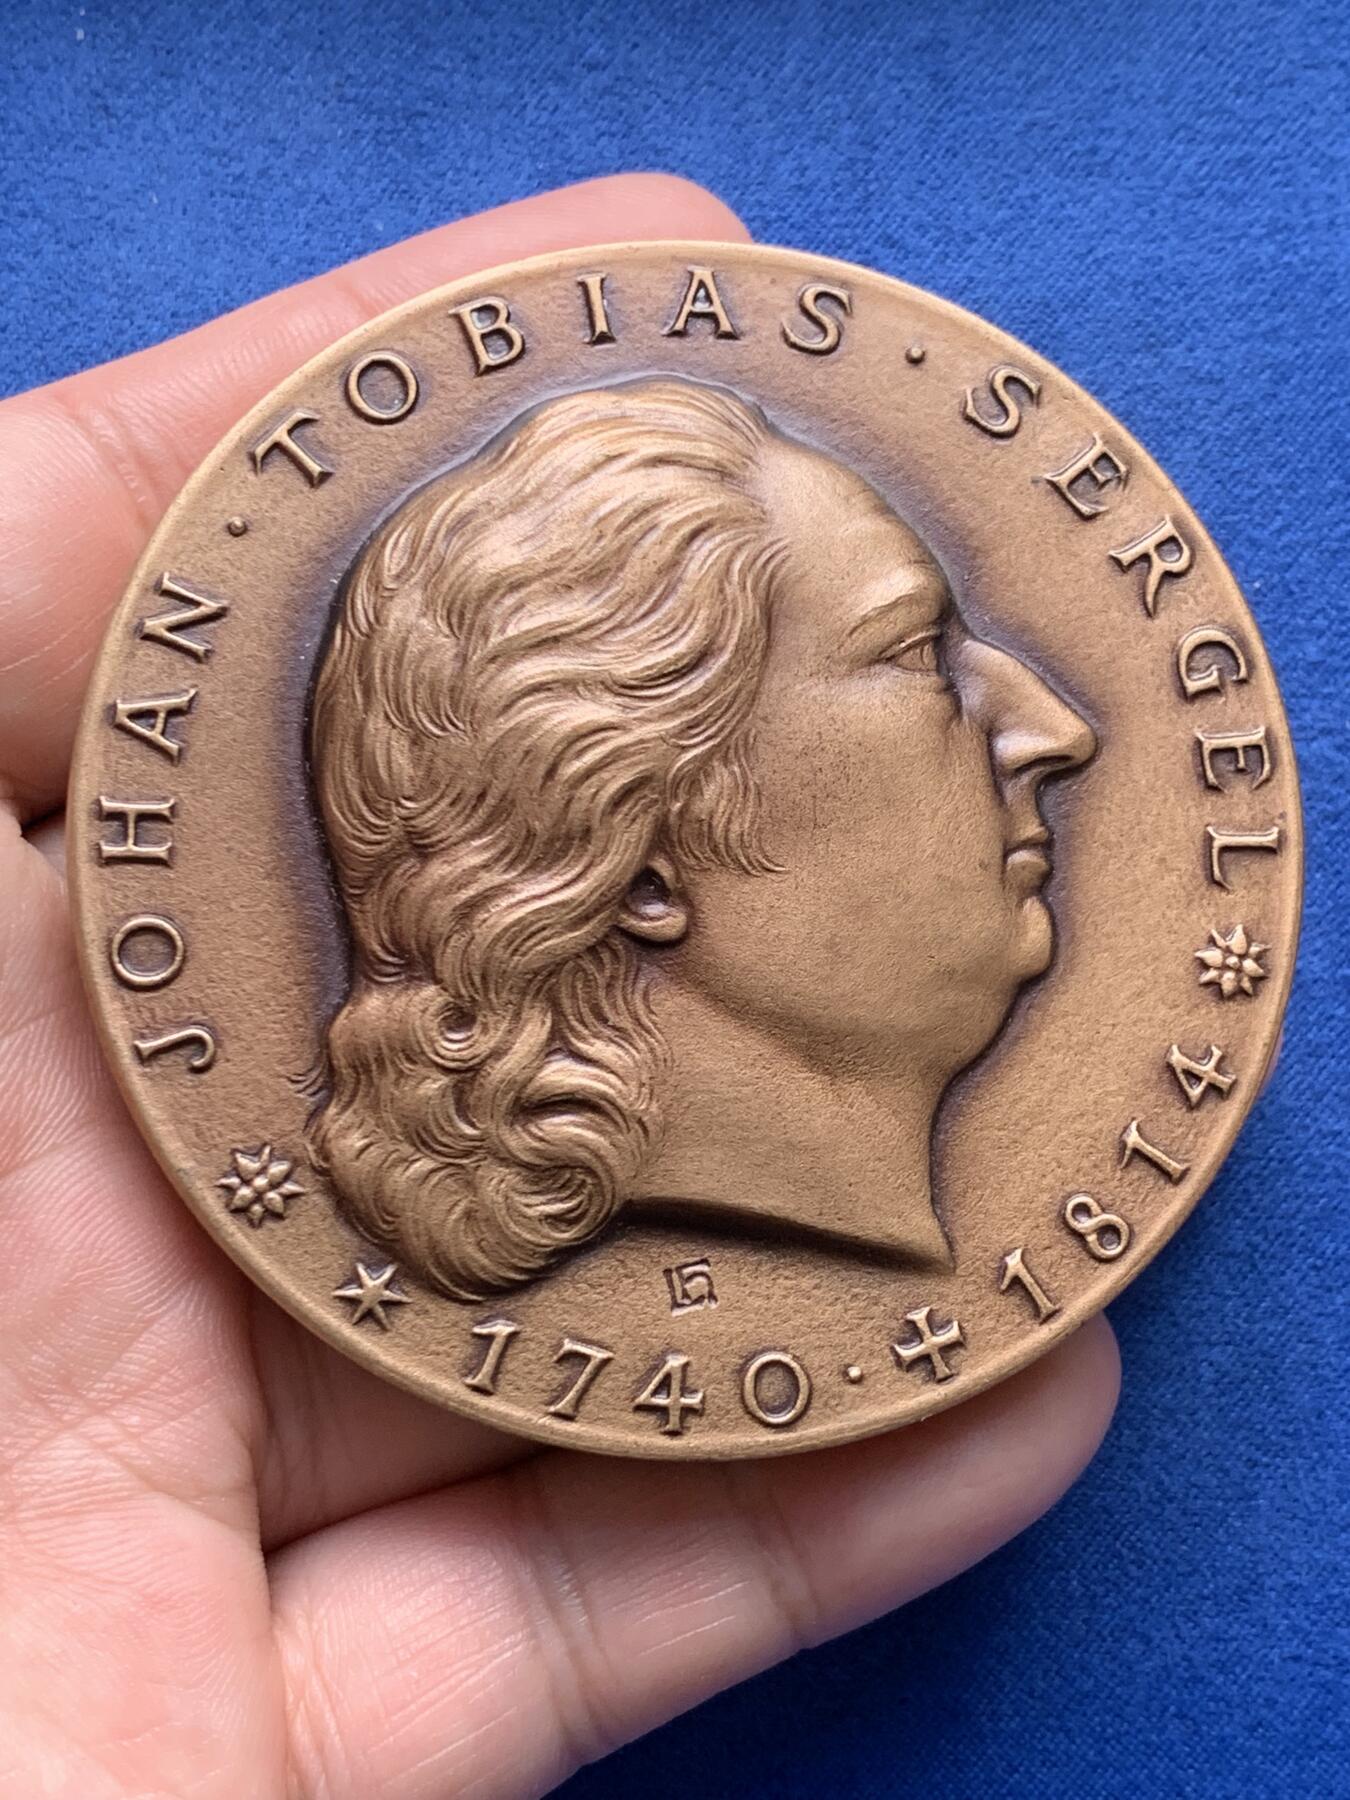 JOHAN · TOBIAS · SERGEL
1740 · 1814